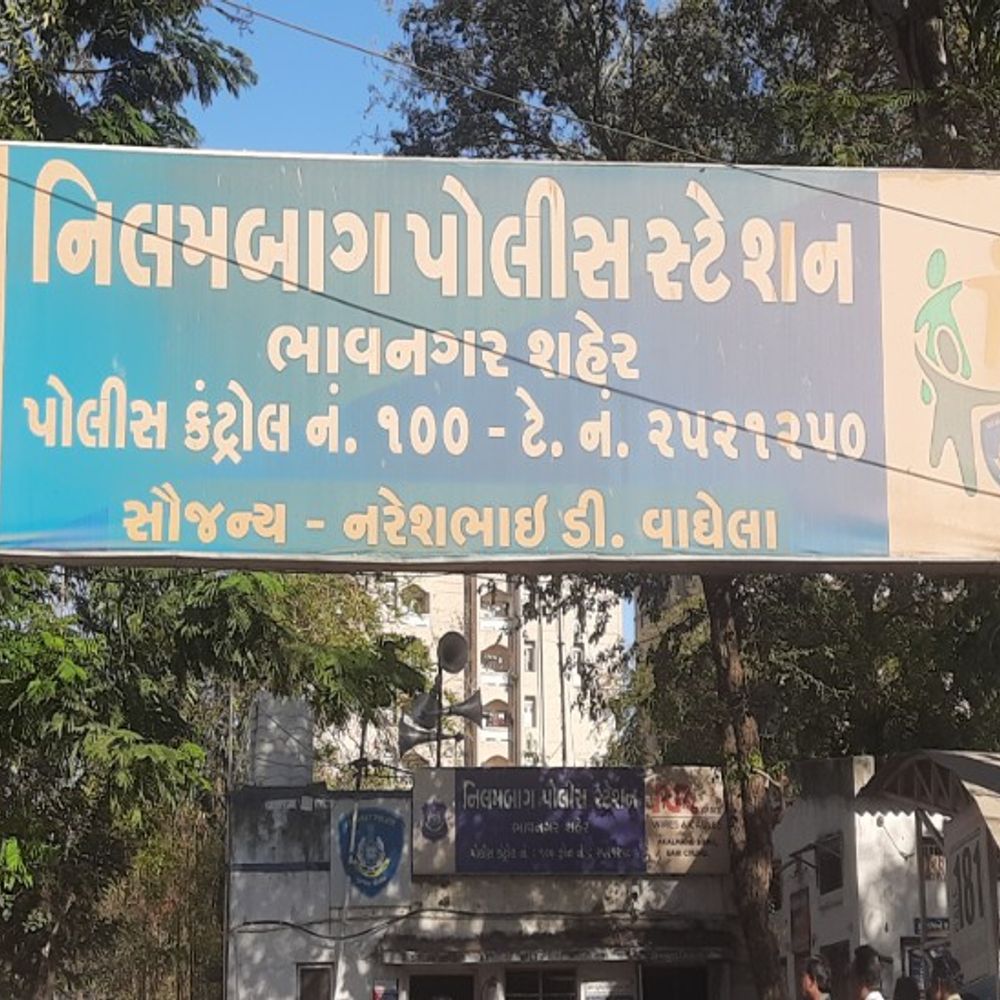 નિલમબાગ પોલીસ સ્ટેશન
ભાવનગર શહેર
પોલીસ કંટ્રોલ નં. ૧૦૦ - ટે. નં. ૨૫૨૧૨૫૦
સૌજન્ય - નરેશભાઇ ડી. વાઘેલા
નિલમબાગ પોલીસ સ્ટેશન
ભાવનગર શહેર
181